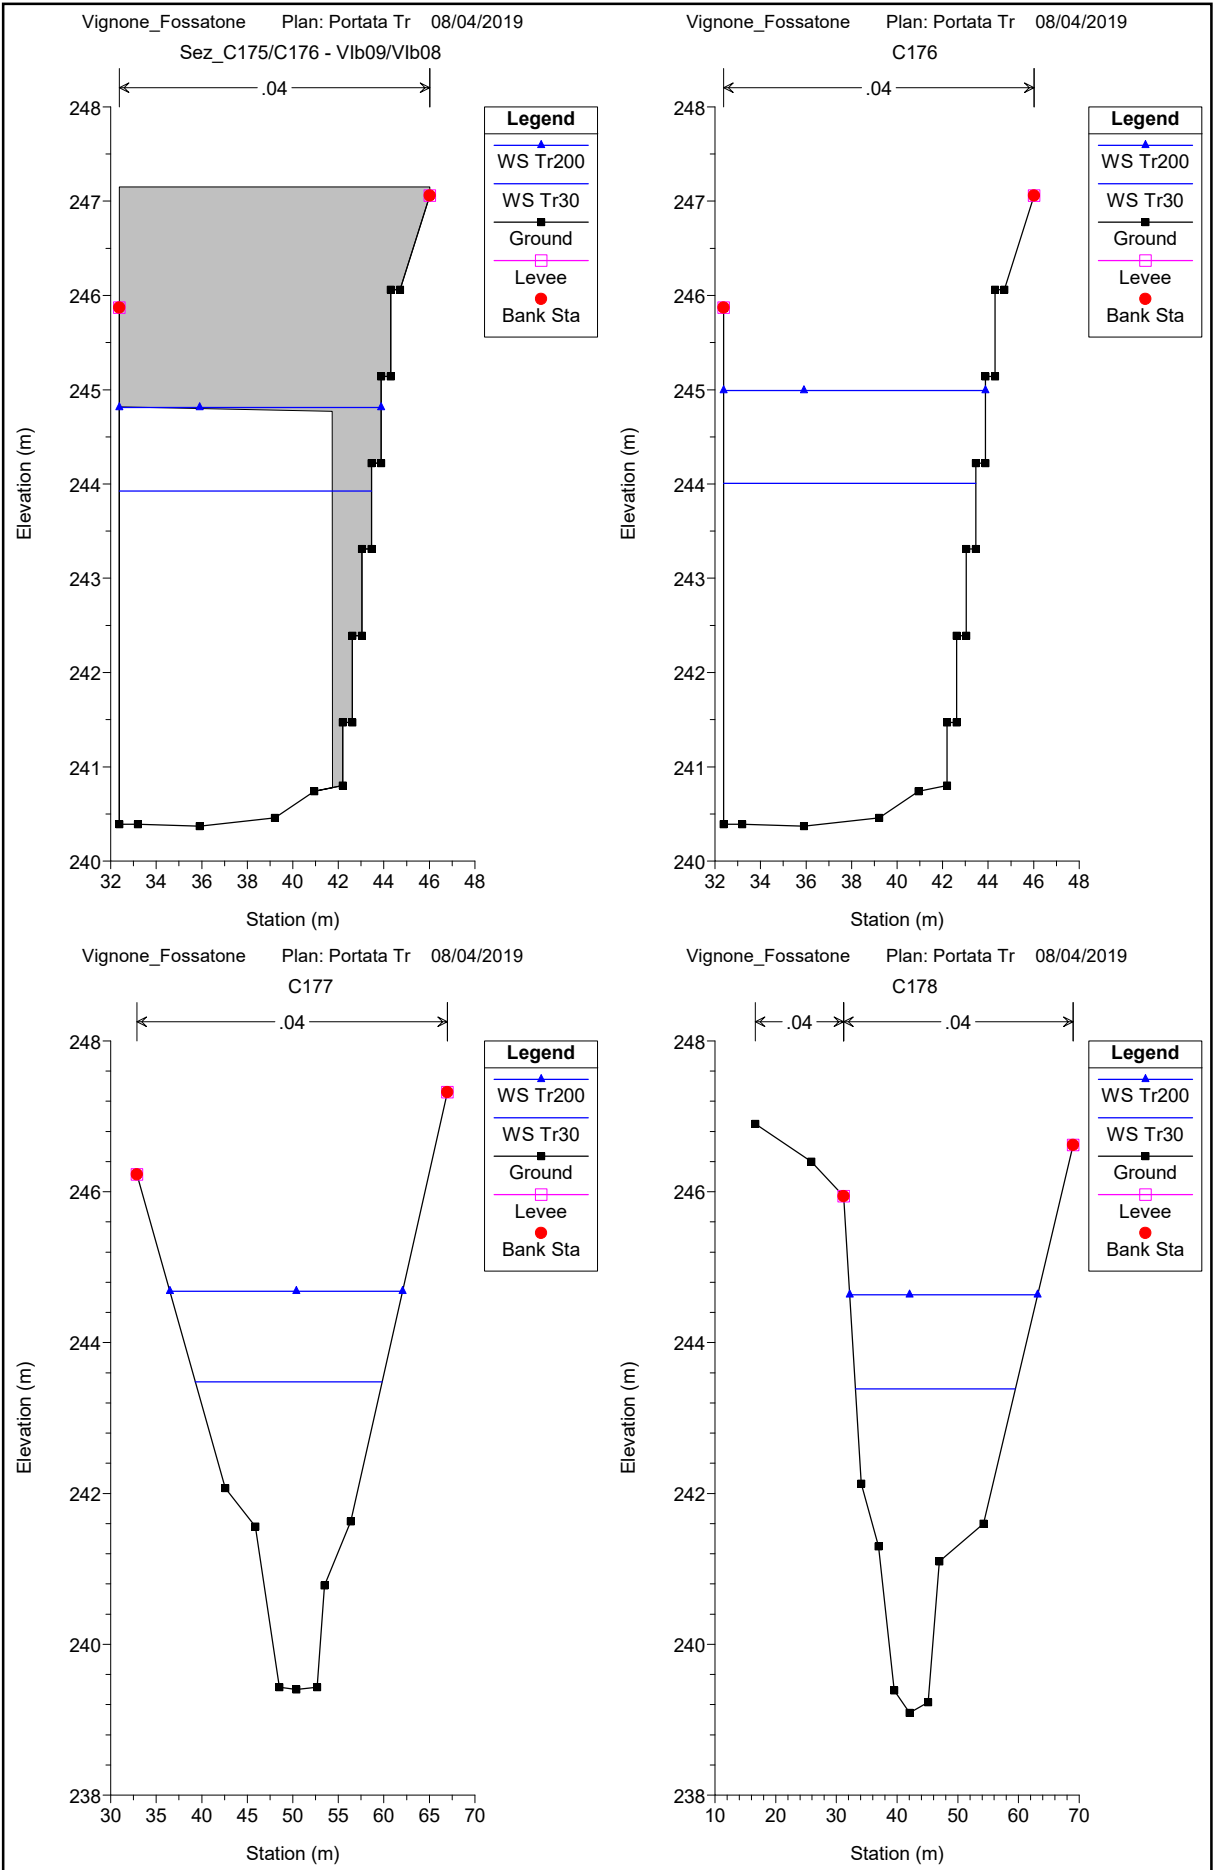 Vignone_Fossatone Plan: Portata Tr 08/04/2019
Sez_C175/C176 - VIb09/VIb08
.04
248
247
246
245
244
243
242
241
240
32 34 36 38 40 42 44 46 48
Station (m)
Elevation (m)
Legend
WS Tr200
WS Tr30
Ground
Levee
Bank Sta
Vignone_Fossatone Plan: Portata Tr 08/04/2019
C176
.04
248
247
246
245
244
243
242
241
240
32 34 36 38 40 42 44 46 48
Station (m)
Elevation (m)
Legend
WS Tr200
WS Tr30
Ground
Levee
Bank Sta
Vignone_Fossatone Plan: Portata Tr 08/04/2019
C177
.04
248
246
244
242
240
238
30 35 40 45 50 55 60 65 70
Station (m)
Elevation (m)
Legend
WS Tr200
WS Tr30
Ground
Levee
Bank Sta
Vignone_Fossatone Plan: Portata Tr 08/04/2019
C178
.04 .04
248
246
244
242
240
238
10 20 30 40 50 60 70
Station (m)
Elevation (m)
Legend
WS Tr200
WS Tr30
Ground
Levee
Bank Sta